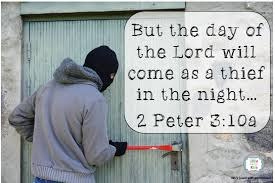 But the day of
the Lord will
come as a thief
in the night...
2 Peter 3:10a